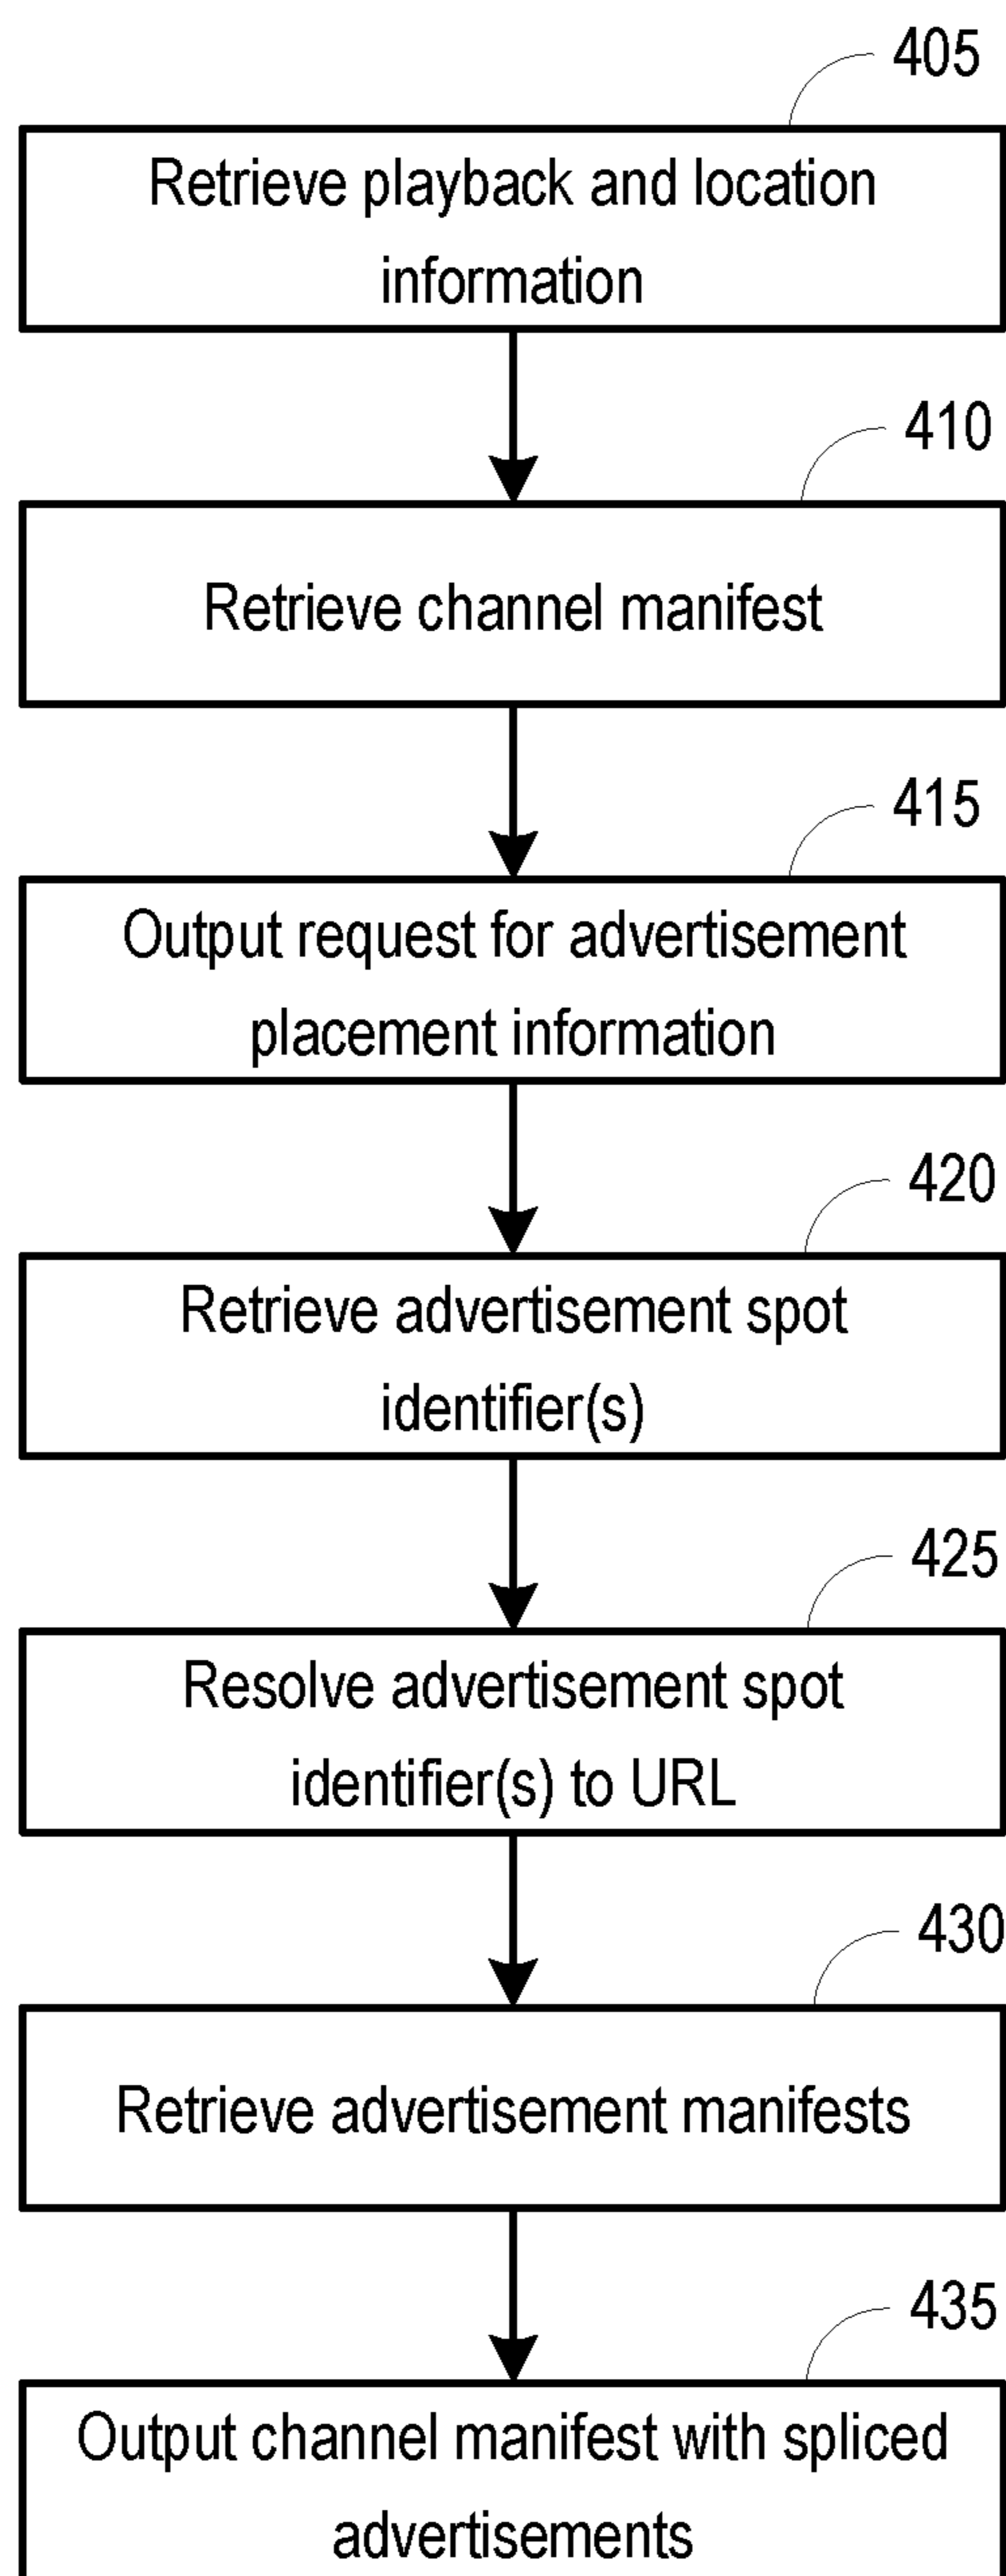 405
Retrieve playback and location
information
410
Retrieve channel manifest
415
Output request for advertisement
placement information
420
Retrieve advertisement spot
identifier(s)
425
Resolve advertisement spot
identifier(s) to URL
430
Retrieve advertisement manifests
435
Output channel manifest with spliced
advertisements